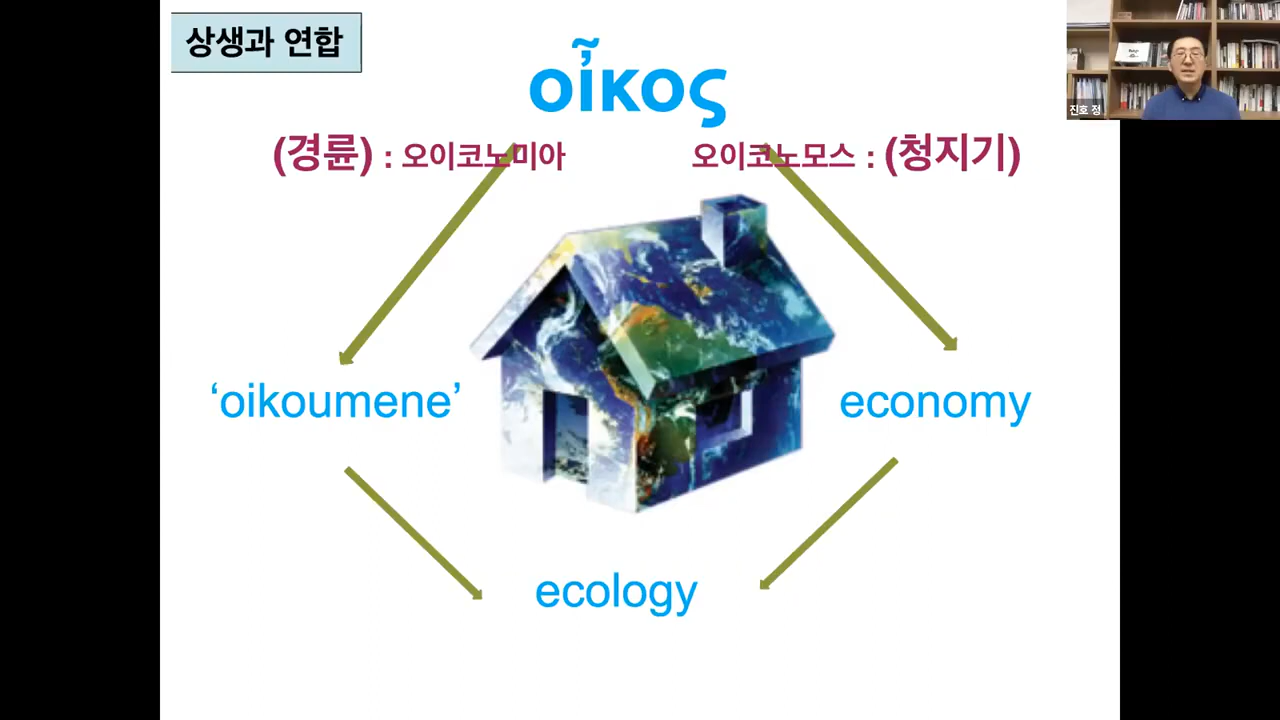 상생과 연합
οἶκος
진호 정
(경륜) : 오이코노미아
오이코노모스 : (청지기)
‘oikoumene’
economy
ecology